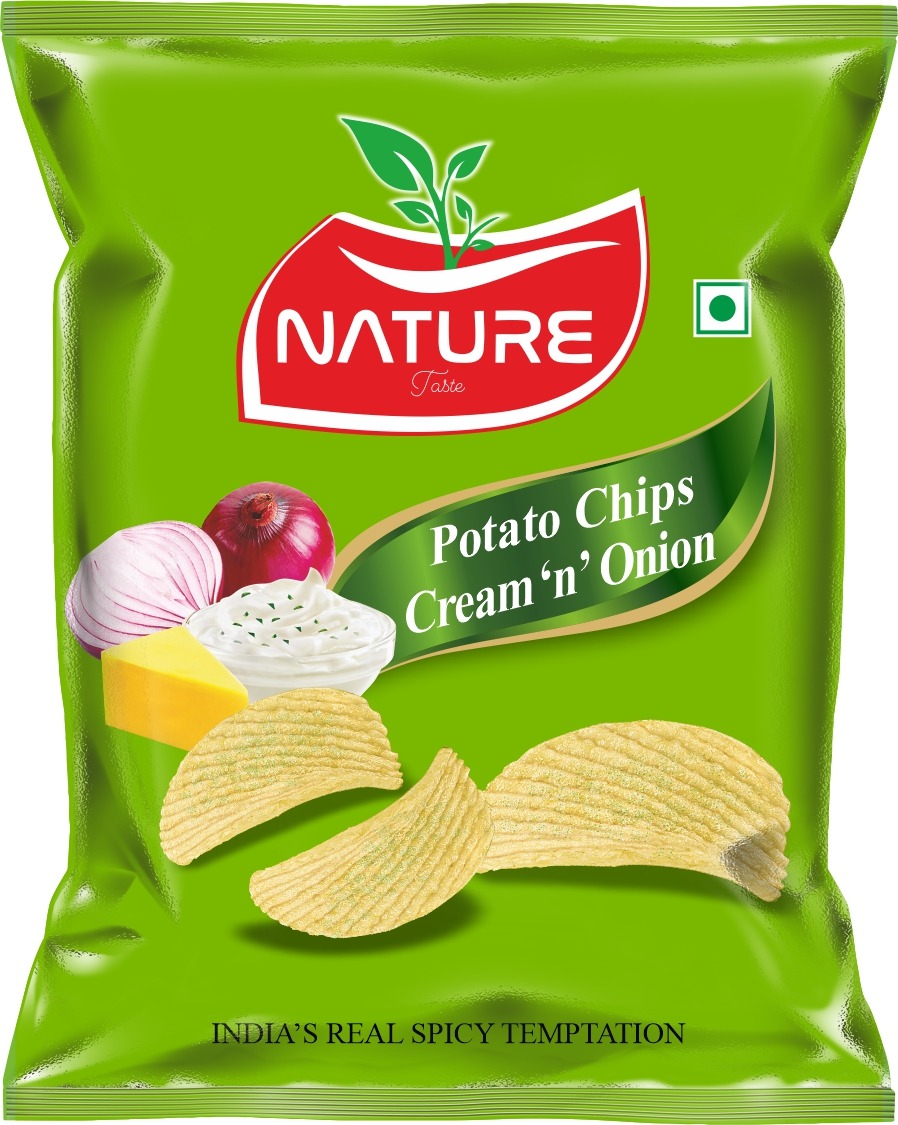 NATURE
Taste
Potato Chips
Cream 'n' Onion
INDIA'S REAL SPICY TEMPTATION